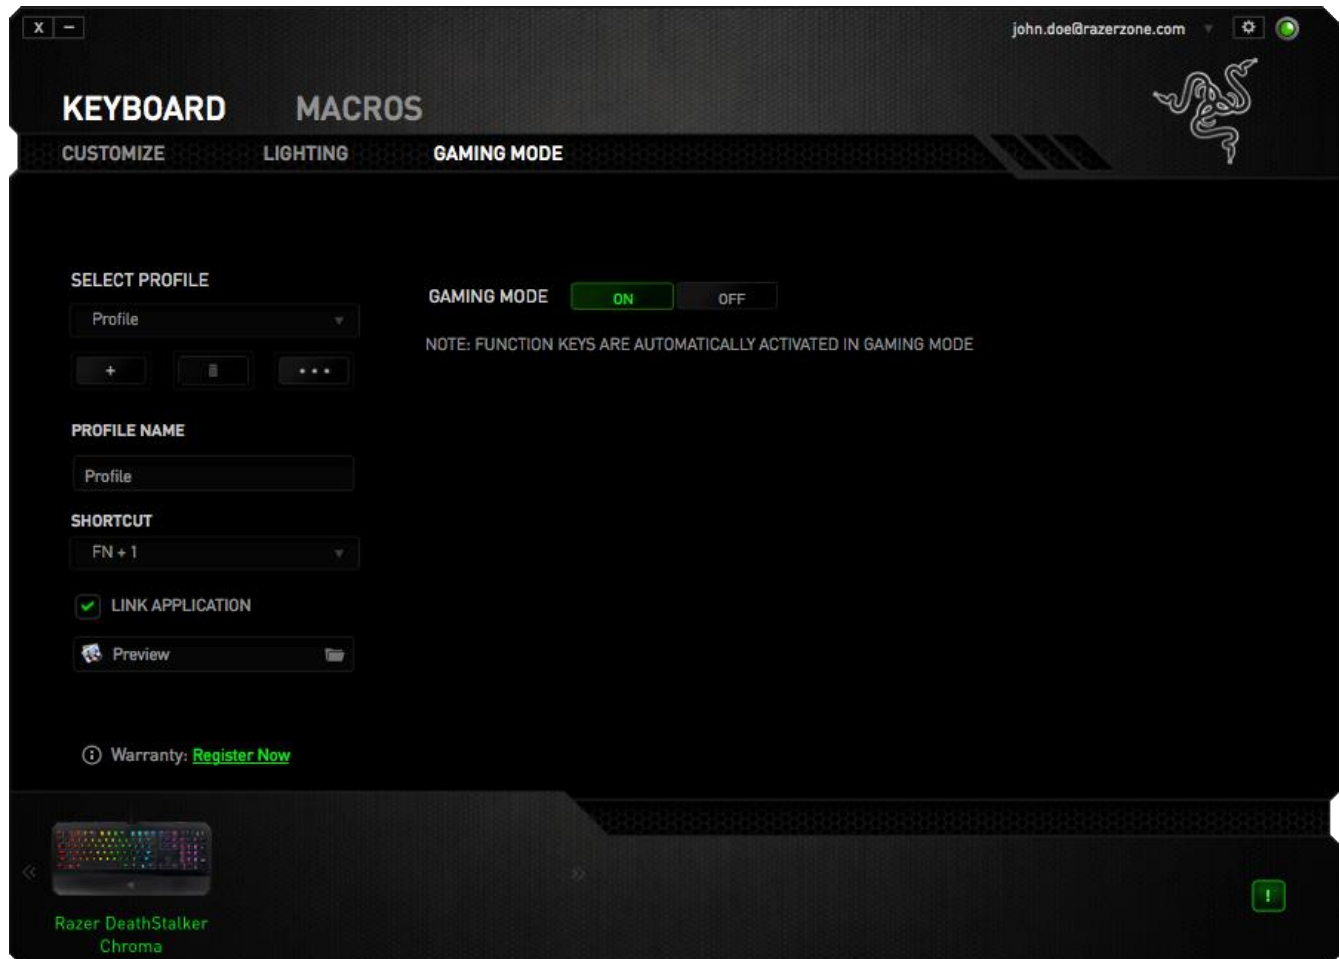 X –
john.doe@razerzone.com
KEYBOARD MACROS
CUSTOMIZE LIGHTING GAMING MODE
SELECT PROFILE
Profile
+ •••
PROFILE NAME
Profile
SHORTCUT
FN + 1
LINK APPLICATION
Preview
Warranty: Register Now
GAMING MODE ON OFF
NOTE: FUNCTION KEYS ARE AUTOMATICALLY ACTIVATED IN GAMING MODE
Razer DeathStalker
Chroma
!